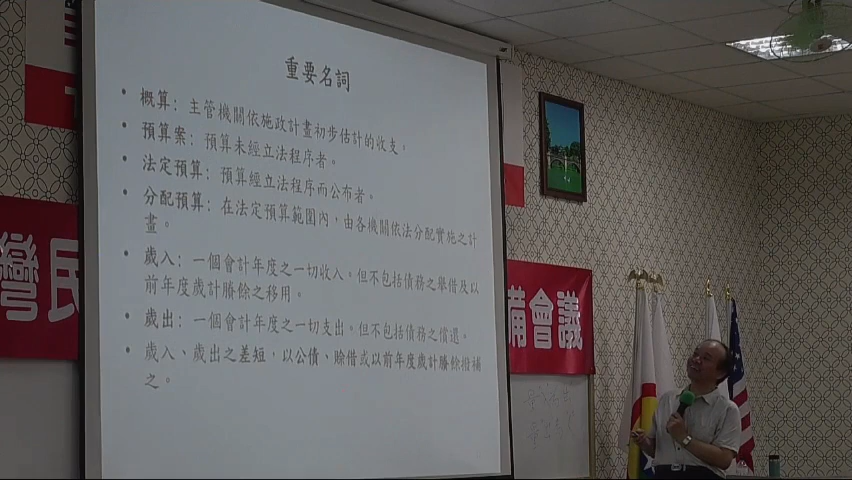 重要名詞
• 概算: 主管機關依施政計畫初步估計的收支。
• 預算案: 預算未經立法程序者。
• 法定預算: 預算經立法程序而公布者。
• 分配預算: 在法定預算範圍內,由各機關依法分配實施之計
畫。
• 歲入: 一個會計年度之一切收入,但不包括債務之舉借及以
前年度歲計賸餘之移用。
• 歲出: 一個會計年度之一切支出,但不包括債務之償還。
• 歲入、歲出之差短,以公債、賒借或以前年度歲計賸餘撥補
之。
灣民
備會議